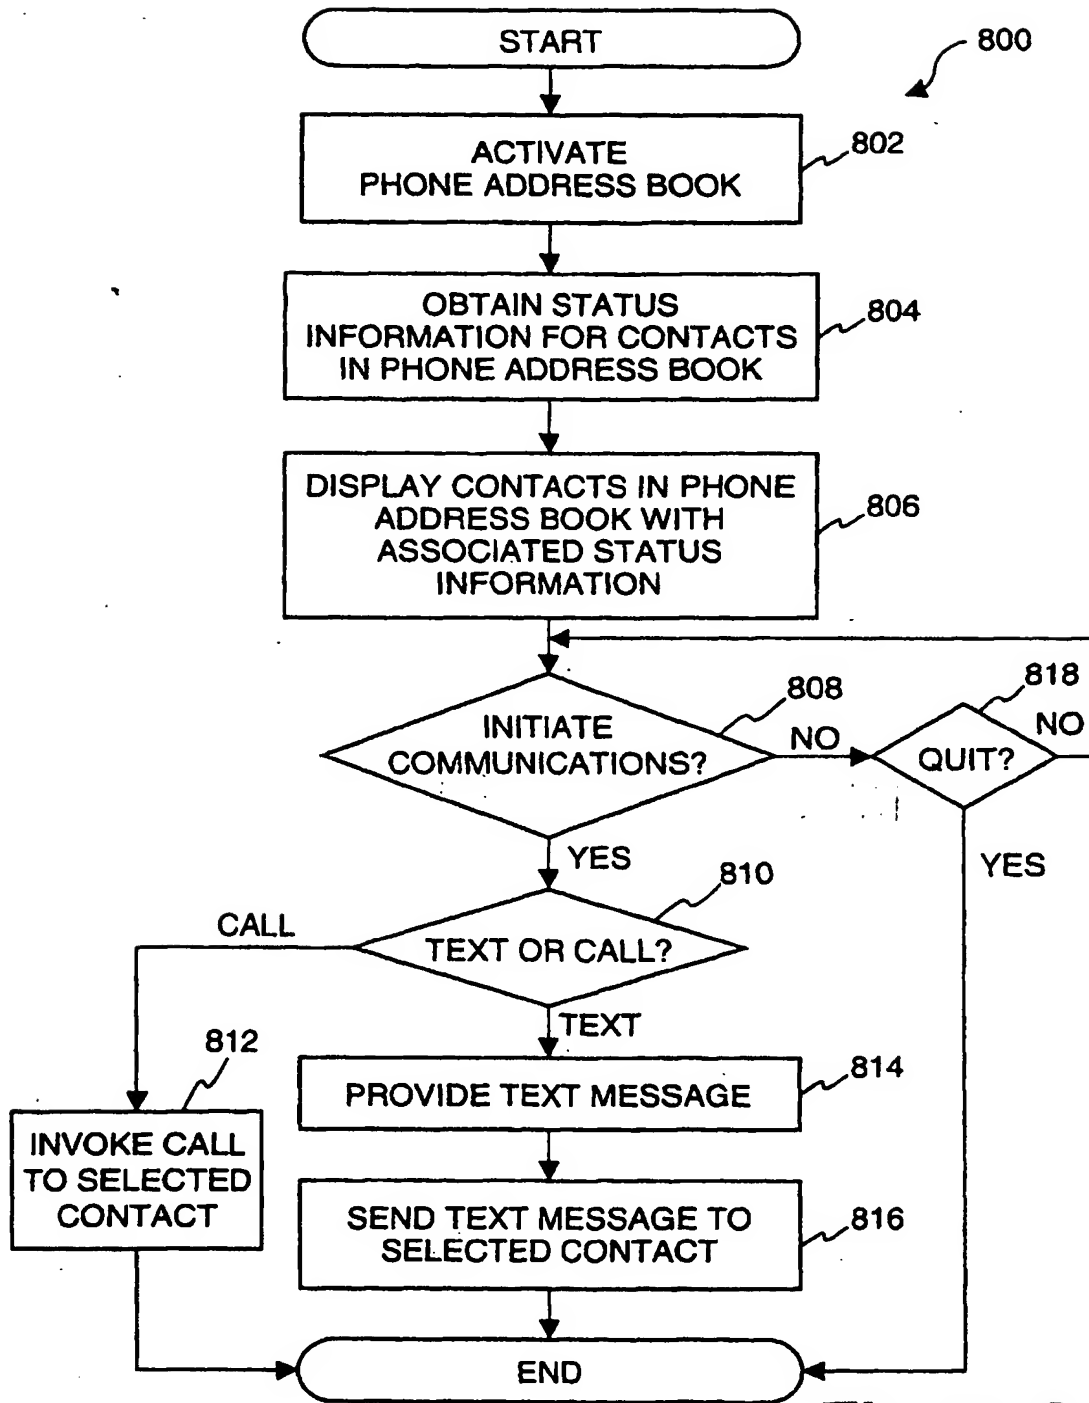 START
800
ACTIVATE
PHONE ADDRESS BOOK
802
OBTAIN STATUS
INFORMATION FOR CONTACTS
IN PHONE ADDRESS BOOK
804
DISPLAY CONTACTS IN PHONE
ADDRESS BOOK WITH
ASSOCIATED STATUS
INFORMATION
806
INITIATE
COMMUNICATIONS?
808
NO
QUIT?
818
NO
YES
YES
TEXT OR CALL?
810
CALL
TEXT
812
INVOKE CALL
TO SELECTED
CONTACT
PROVIDE TEXT MESSAGE
814
SEND TEXT MESSAGE TO
SELECTED CONTACT
816
END